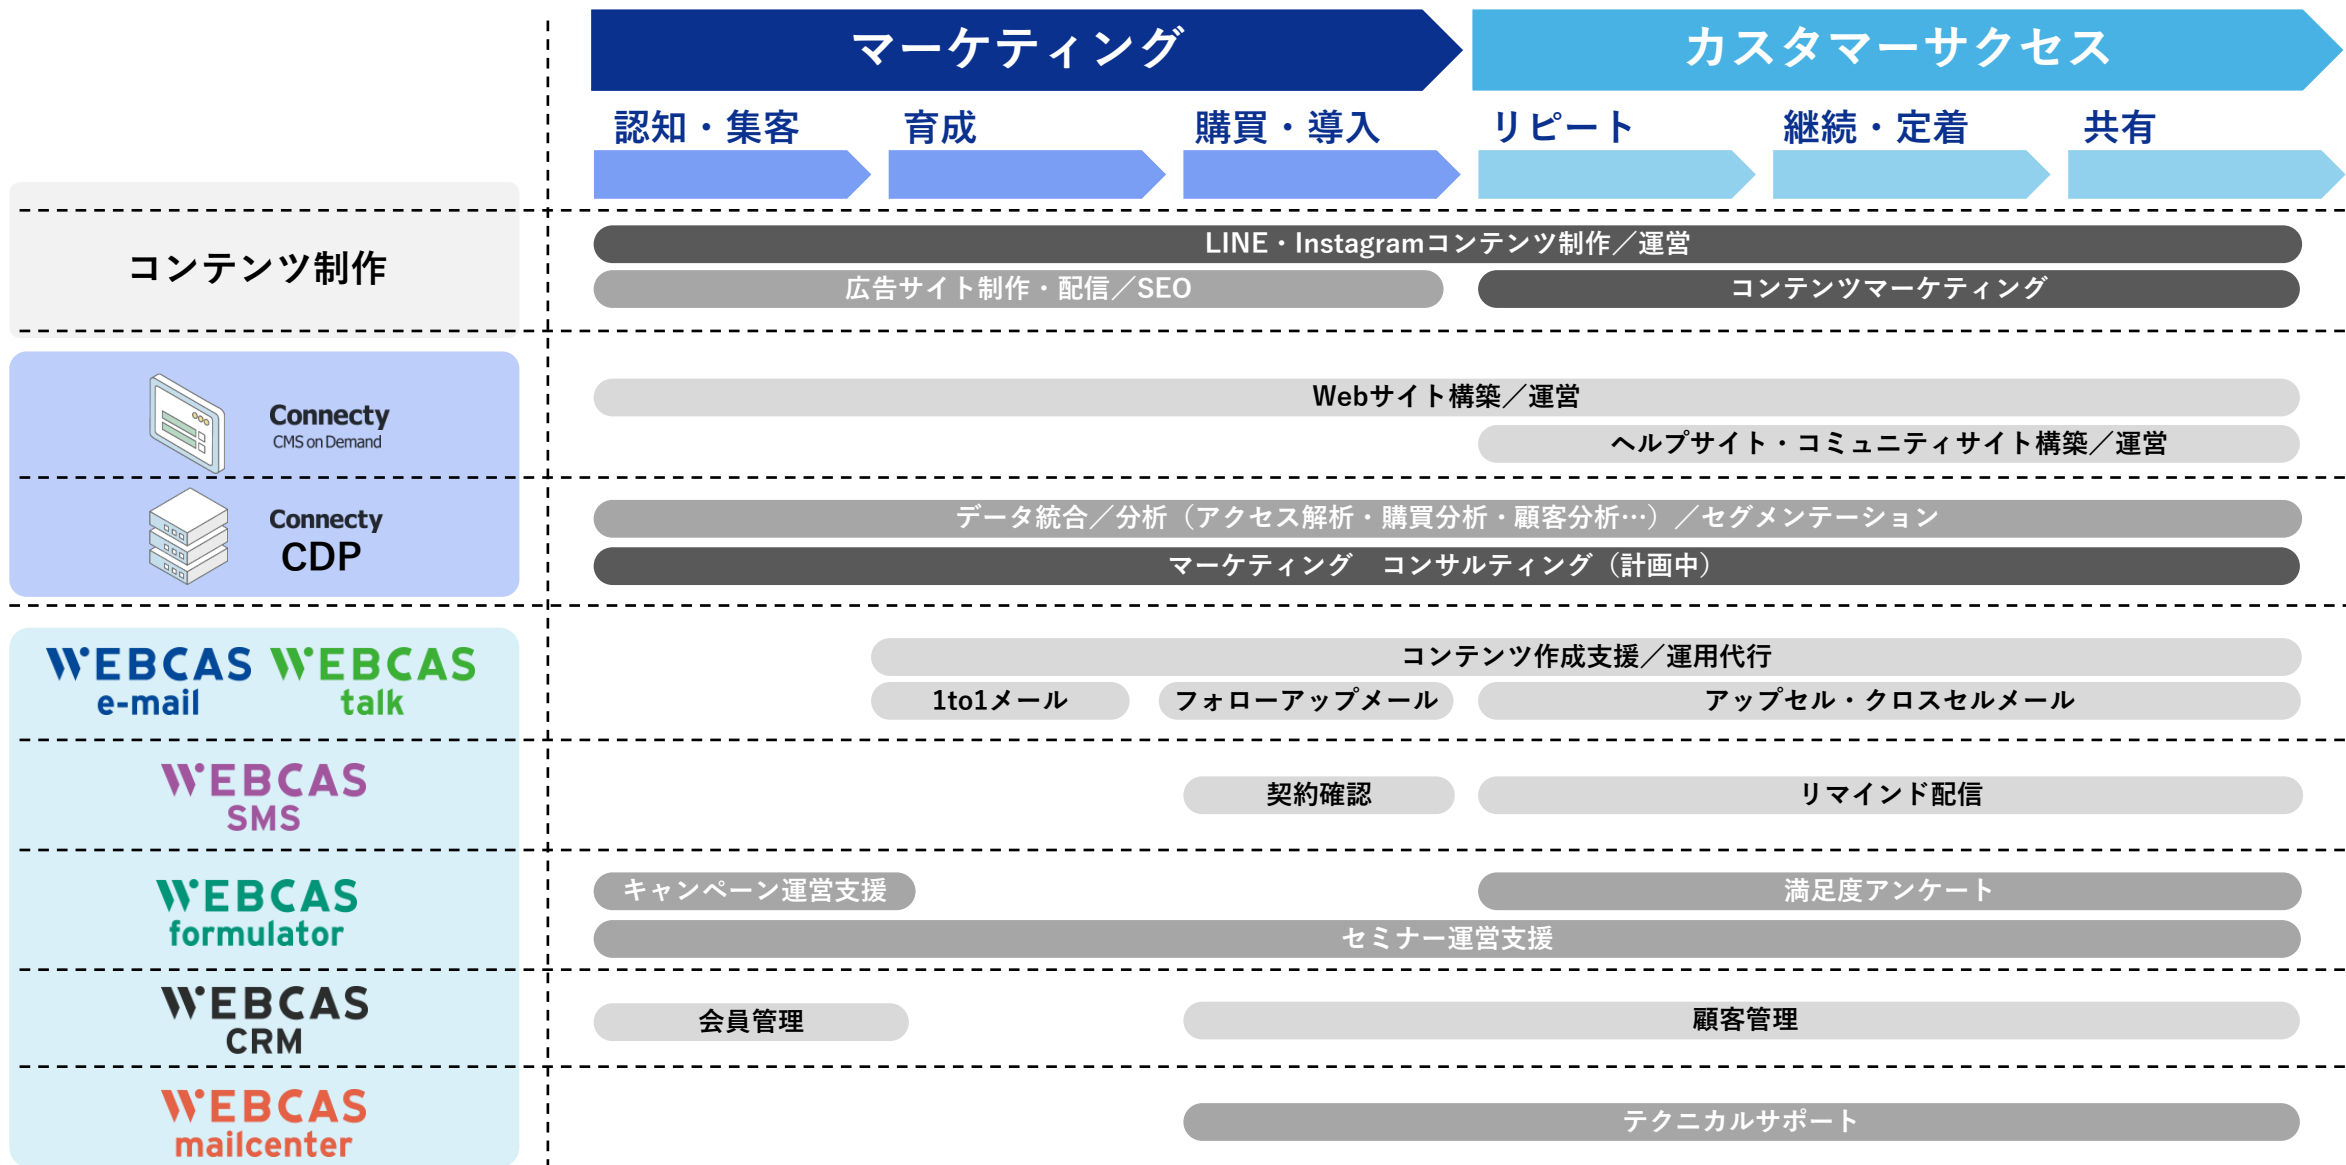 マーケティング
カスタマーサクセス
認知・集客
育成
購買・導入
リピート
継続・定着
共有
コンテンツ制作
LINE・Instagramコンテンツ制作／運営
広告サイト制作・配信／SEO
コンテンツマーケティング
Connecty
CMS on Demand
Webサイト構築／運営
ヘルプサイト・コミュニティサイト構築／運営
Connecty
CDP
データ統合／分析（アクセス解析・購買分析・顧客分析…）／セグメンテーション
マーケティング　コンサルティング（計画中）
WEBCAS
e-mail
WEBCAS
talk
コンテンツ作成支援／運用代行
1to1メール
フォローアップメール
アップセル・クロスセルメール
WEBCAS
SMS
契約確認
リマインド配信
WEBCAS
formulator
キャンペーン運営支援
満足度アンケート
セミナー運営支援
WEBCAS
CRM
会員管理
顧客管理
WEBCAS
mailcenter
テクニカルサポート